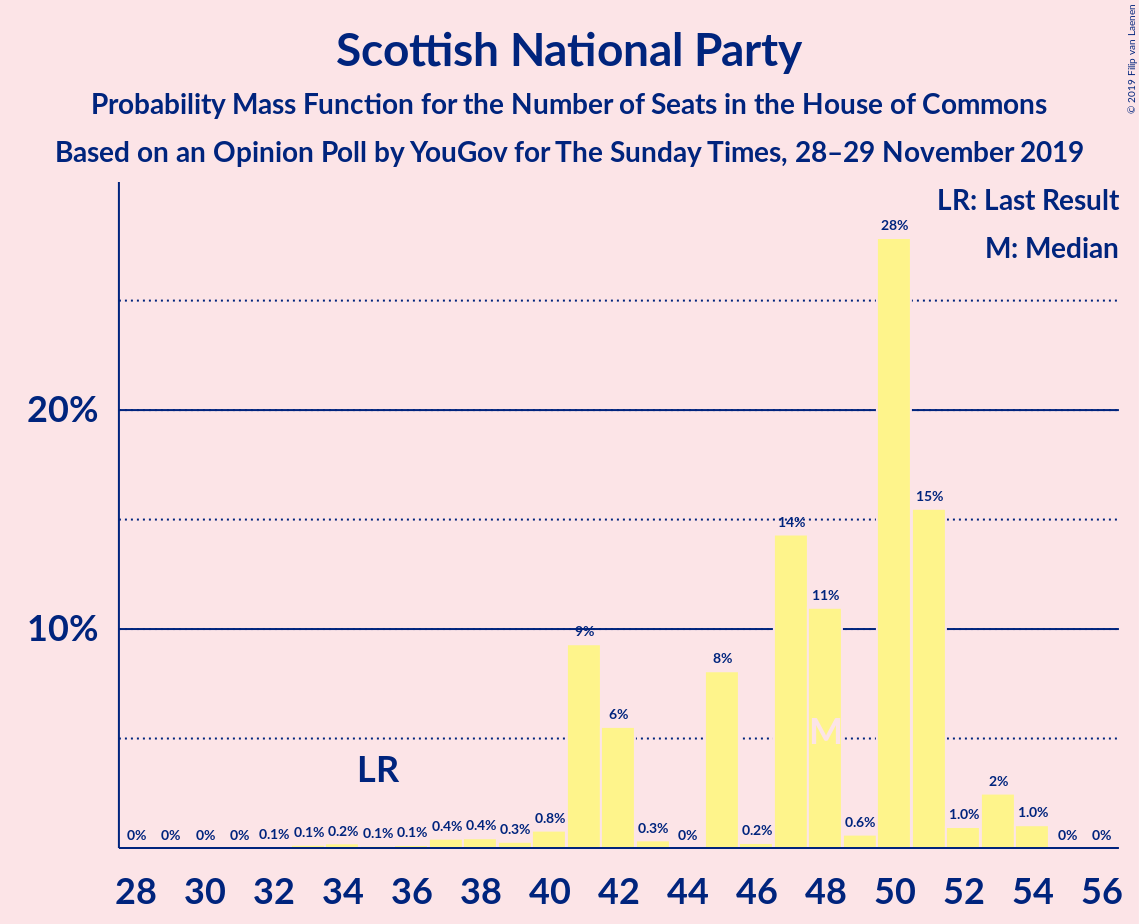 Scottish National Party
Probability Mass Function for the Number of Seats in the House of Commons
Based on an Opinion Poll by YouGov for The Sunday Times, 28–29 November 2019
© 2019 Filip van Laenen
LR: Last Result
M: Median
20%
10%
0% 0% 0% 0% 0.1% 0.1% 0.2% 0.1% 0.1% 0.4% 0.4% 0.3% 0.8% 9% 6% 0.3% 0% 8% 0.2% 14% 11% 0.6% 28% 15% 1.0% 2% 1.0% 0% 0%
LR
M
28 30 32 34 36 38 40 42 44 46 48 50 52 54 56